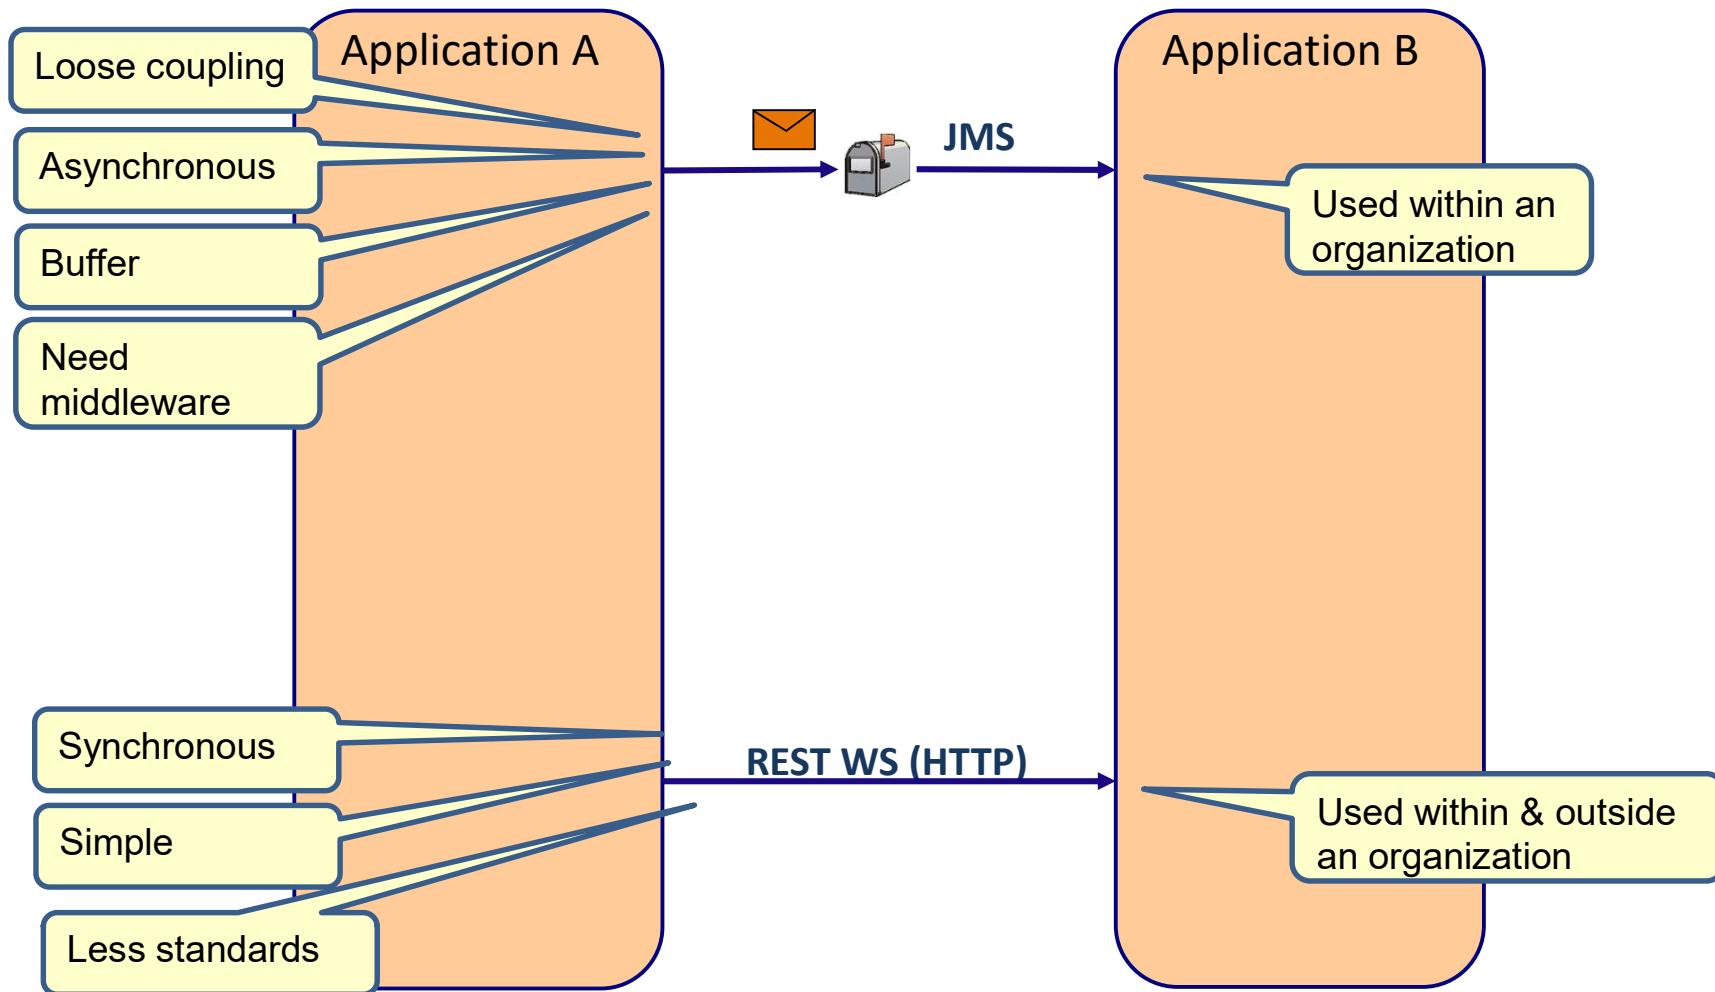 Application A
Application B
Loose coupling
Asynchronous
Buffer
Need
middleware
JMS
Used within an
organization
Synchronous
Simple
Less standards
REST WS (HTTP)
Used within & outside
an organization